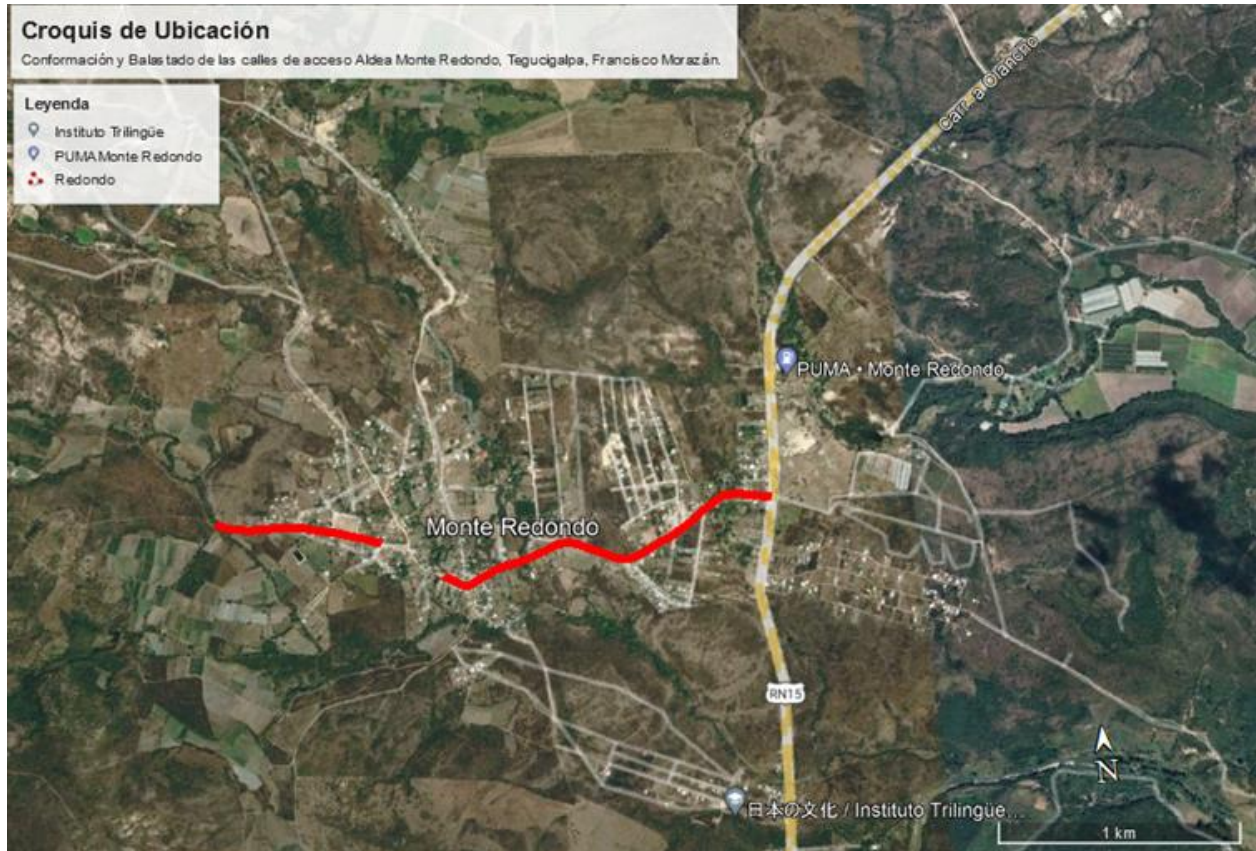 Croquis de Ubicación
Conformación y Balastado de las calles de acceso Aldea Monte Redondo, Tegucigalpa, Francisco Morazán.
Leyenda
Instituto Trilingüe
PUMA Monte Redondo
Redondo
Carr. a Olancho
PUMA • Monte Redondo
Monte Redondo
RN15
N
日本の文化 / Instituto Trilingüe...
1 km